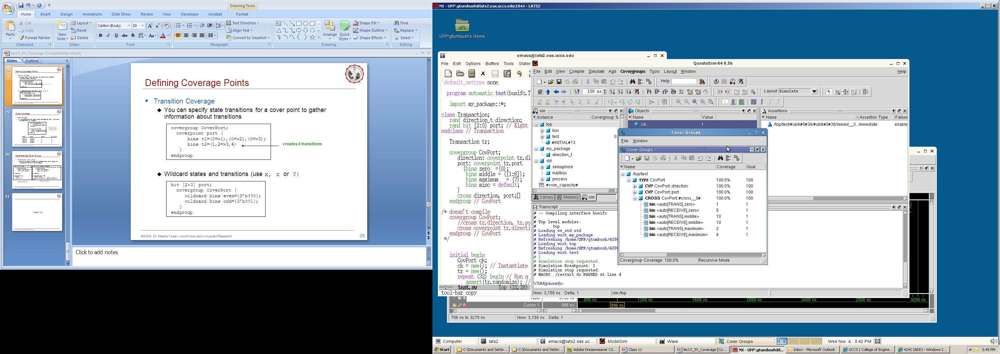 Drawing Tools
Home Insert Design Animations Slide Show Review View Developer Acrobat Format
Paste
Cut
Copy
Format Painter
Clipboard
New Slide
Layout
Reset
Delete
Slides
Calibri (Body) 20
Font
Paragraph
Text Direction
Align Text
Convert to SmartArt
Arrange
Quick Styles
Shape Fill
Shape Outline
Shape Effects
Drawing
Find
Replace
Select
Editing
lec13_SV_Coverage [Compatibility Mode]
Slides Outline
28
29
30
31
Defining Coverage Points
Transition Coverage
You can specify state transitions for a cover point to gather
information about transitions
covergroup CoverPort;
coverpoint port {
bins t1=(0=>1),(0=>2),(0=>3);
bins t2=(1,2=>3,4)
}
endgroup
creates 4 transitions
Wildcard states and transitions (use x, z or ?)
bit [2:0] port;
covergroup CoverPort {
wildcard bins even={3'b??0};
wildcard bins odd={3'b??1};
}
endgroup
©2008, Dr. Meeta Yadav, www4.ncsu.edu/~myadav/Research 28
Click to add notes
NX - UFP\gtumbush@lats2.eas.uccs.edu:1044 - LATS2
UFP\gtumbush's Home
emacs@lats2.eas.uccs.edu
File Edit Options Buffers Tools
`default_nettype none
program automatic test(busifc.T
import my_package::*;
class Transaction;
rand direction_t direction;
rand bit [2:0] port; // Eight
endclass // Transaction
Transaction tr;
covergroup CovPort;
direction: coverpoint tr.di
port: coverpoint tr.port
{bins zero ={0};
bins middle = {[1:6]};
bins maximum = {7};
bins misc = default;
}
cross direction, port;
endgroup // CovPort
/* doesn't compile
covergroup CovPort;
//cross tr.direction, tr.po
cross coverpoint tr.directi
endgroup // CovPort
*/
initial begin
CovPort ck;
ck = new(); // Instantiate
tr = new();
repeat (32) begin // Run a
assert(tr.randomize); //
--:-- test.sv Top (22,28)
tool-bar copy
QuestaSim-64 6.5b
File Edit View Compile Simulate Add Covergroups Tools Layout Window Help
Help
100 ns
Layout Simulate
sim
Instance Covergroup %
top
bus
test 0.
#INITIAL#13
my_package
direction_t
std
semaphore
mailbox
process
#vsim_capacity#
Library Memory sim
Objects
Name Value
clk 1
Assertions
Name Assertion Type Failure
/top/test/#ublk#0#34/#ublk#0#38/immed__3... Immediate enable
Transcript
# -- Compiling interface busifc
#
# Top level modules:
# top
# Loading sv_std.std
# Loading work.my_package
# Refreshing /home/UFP/gtumbush/4280
# Loading work.top
# Refreshing /home/UFP/gtumbush/4280
# Loading work.test
# 1
# Simulation stop requested.
# Simulation Breakpoint: 1
# Simulation stop requested.
# MACRO ./restart.do PAUSED at line 4
VSIM(paused)>
Now: 3,150 ns Delta: 1 sim:/top
Cover Groups
File Window
Cover Groups
Name Coverage Goal
/top/test
TYPE CovPort 100.0% 100
CVP CovPort::direction 100.0% 100
CVP CovPort::port 100.0% 100
CROSS CovPort::#cross__0# 100.0% 100
bin <auto[TRANS],zero> 1 1
bin <auto[RECEIVE],zero> 5 1
bin <auto[TRANS],middle> 10 1
bin <auto[RECEIVE],middle> 10 1
bin <auto[TRANS],maximum> 2 1
bin <auto[RECEIVE],maximum> 4 1
Covergroup Coverage: 100.0% Recursive Mode
800 ns 1200 ns 1600 ns 2000 ns 2400 ns 2800 ns 3200 ns
Cursor 1 996 ns 996 ns
706 ns to 3279 ns Now: 3,150 ns Delta: 1
Computer lats2 emacs@lats2.eas.uc... ModelSim Wave Cover Groups Wed Nov 4, 3:42 PM
Start C:\Documents and Settin... C:\Documents and Settin... Adobe Dreamweaver CS... Class 11 lec13_SV_Coverage [Co... NX - UFP\gtumbush@l... Inbox - Microsoft Outlook UCCS | College of Engine... 4242 (ADD) - Windows I... 3:45 PM